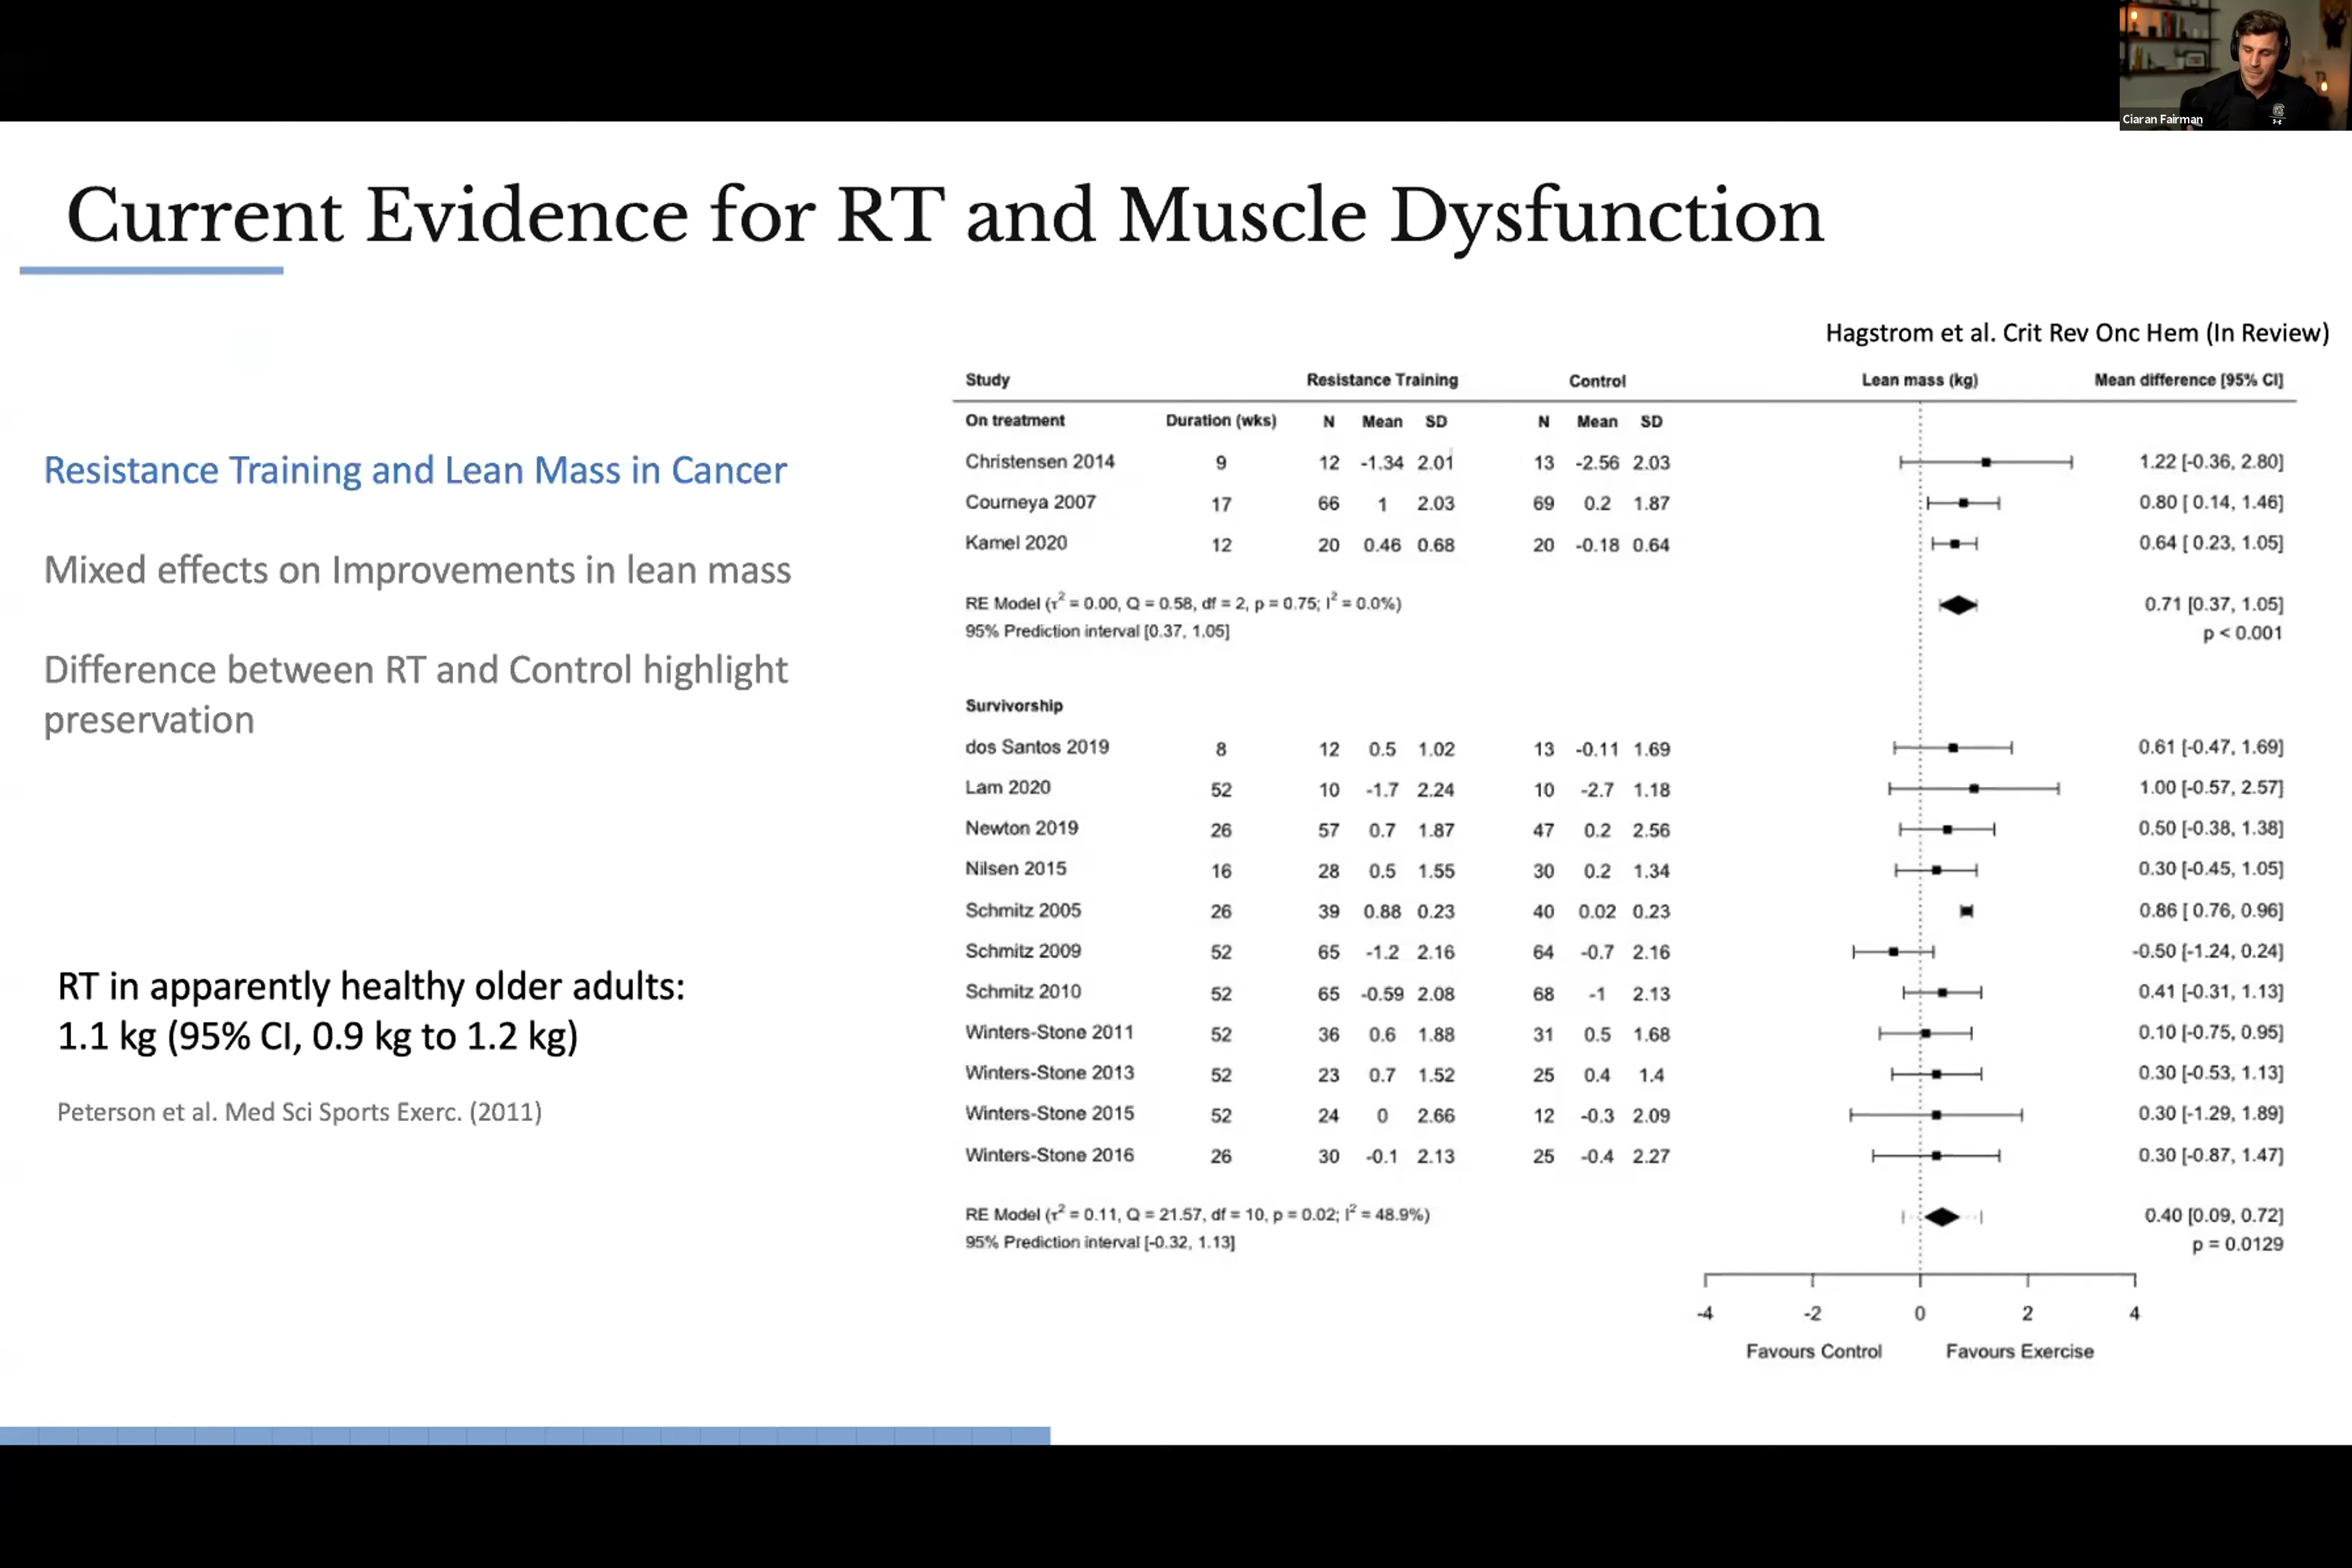 Ciaran Fairman
Current Evidence for RT and Muscle Dysfunction
Hagstrom et al. Crit Rev Onc Hem (In Review)
Resistance Training and Lean Mass in Cancer
Mixed effects on Improvements in lean mass
Difference between RT and Control highlight
preservation
RT in apparently healthy older adults:
1.1 kg (95% CI, 0.9 kg to 1.2 kg)
Peterson et al. Med Sci Sports Exerc. (2011)
Study Resistance Training Control Lean mass (kg) Mean difference [95% CI]
On treatment Duration (wks) N Mean SD N Mean SD
Christensen 2014 9 12 -1.34 2.01 13 -2.56 2.03 1.22 [-0.36, 2.80]
Courneya 2007 17 66 1 2.03 69 0.2 1.87 0.80 [ 0.14, 1.46]
Kamel 2020 12 20 0.46 0.68 20 -0.18 0.64 0.64 [ 0.23, 1.05]
RE Model (τ² = 0.00, Q = 0.58, df = 2, p = 0.75; I² = 0.0%) 0.71 [0.37, 1.05]
95% Prediction interval [0.37, 1.05] p < 0.001
Survivorship
dos Santos 2019 8 12 0.5 1.02 13 -0.11 1.69 0.61 [-0.47, 1.69]
Lam 2020 52 10 -1.7 2.24 10 -2.7 1.18 1.00 [-0.57, 2.57]
Newton 2019 26 57 0.7 1.87 47 0.2 2.56 0.50 [-0.38, 1.38]
Nilsen 2015 16 28 0.5 1.55 30 0.2 1.34 0.30 [-0.45, 1.05]
Schmitz 2005 26 39 0.88 0.23 40 0.02 0.23 0.86 [ 0.76, 0.96]
Schmitz 2009 52 65 -1.2 2.16 64 -0.7 2.16 -0.50 [-1.24, 0.24]
Schmitz 2010 52 65 -0.59 2.08 68 -1 2.13 0.41 [-0.31, 1.13]
Winters-Stone 2011 52 36 0.6 1.88 31 0.5 1.68 0.10 [-0.75, 0.95]
Winters-Stone 2013 52 23 0.7 1.52 25 0.4 1.4 0.30 [-0.53, 1.13]
Winters-Stone 2015 52 24 0 2.66 12 -0.3 2.09 0.30 [-1.29, 1.89]
Winters-Stone 2016 26 30 -0.1 2.13 25 -0.4 2.27 0.30 [-0.87, 1.47]
RE Model (τ² = 0.11, Q = 21.57, df = 10, p = 0.02; I² = 48.9%) 0.40 [0.09, 0.72]
95% Prediction interval [-0.32, 1.13] p = 0.0129
-4 -2 0 2 4
Favours Control Favours Exercise